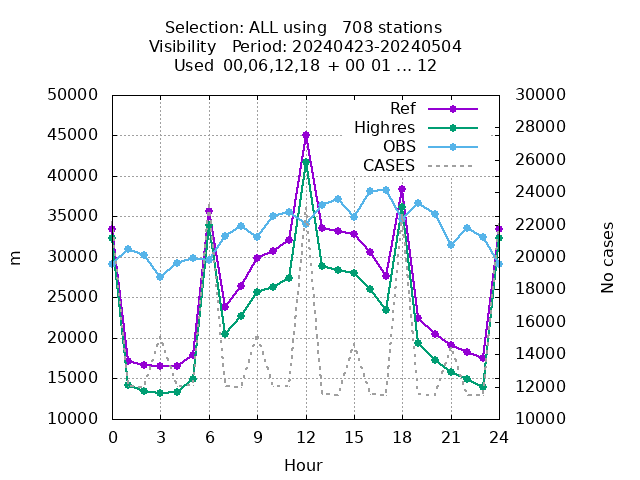 Selection: ALL using 708 stations
Visibility Period: 20240423-20240504
Used 00,06,12,18 + 00 01 ... 12
50000
45000
40000
35000
30000
25000
20000
15000
10000
30000
28000
26000
24000
22000
20000
18000
16000
14000
12000
10000
Ref
Highres
OBS
CASES
m
No cases
0 3 6 9 12 15 18 21 24
Hour